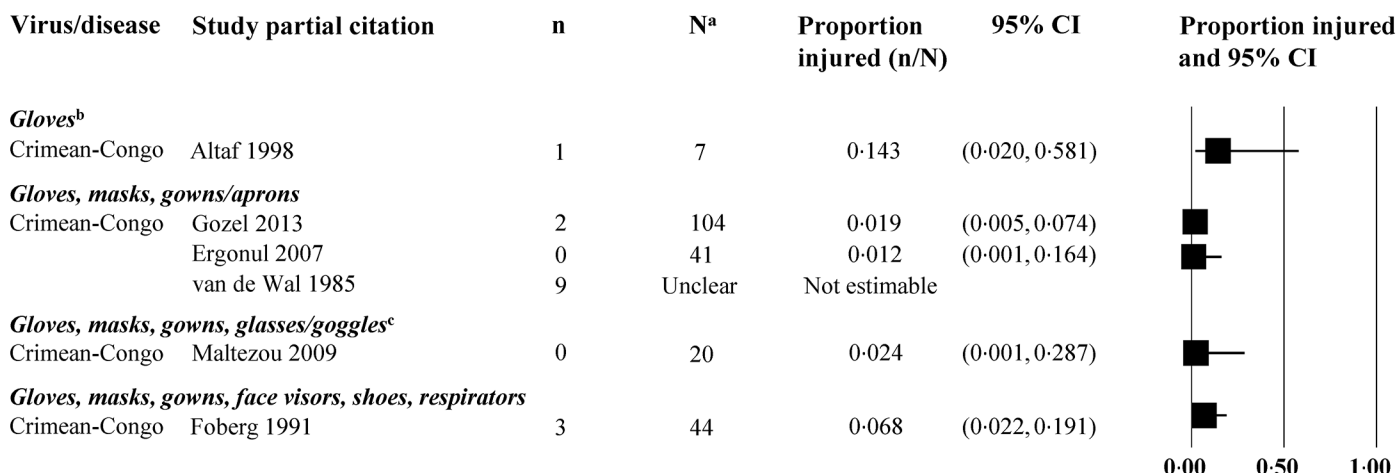 Virus/disease Study partial citation n Nᵃ Proportion injured (n/N) 95% CI Proportion injured and 95% CI
Glovesᵇ
Crimean-Congo Altaf 1998 1 7 0·143 (0·020, 0·581)
Gloves, masks, gowns/aprons
Crimean-Congo Gozel 2013 2 104 0·019 (0·005, 0·074)
Ergonul 2007 0 41 0·012 (0·001, 0·164)
van de Wal 1985 9 Unclear Not estimable
Gloves, masks, gowns, glasses/gogglesᶜ
Crimean-Congo Maltezou 2009 0 20 0·024 (0·001, 0·287)
Gloves, masks, gowns, face visors, shoes, respirators
Crimean-Congo Foberg 1991 3 44 0·068 (0·022, 0·191)
0·00 0·50 1·00